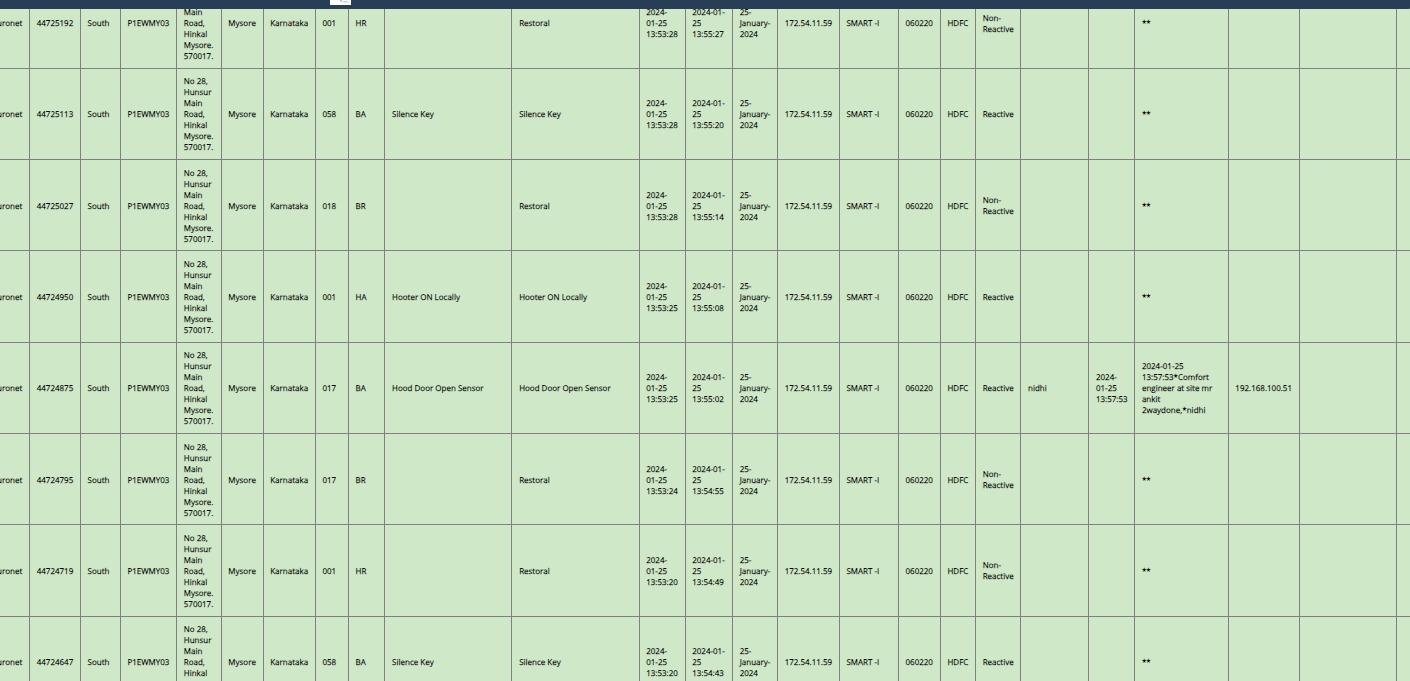 uronet 44725192 South P1EWMY03 Main Road, Hinkal Mysore. 570017. Mysore Karnataka 001 HR Restoral 2024-01-25 13:53:28 2024-01-25 13:55:27 25-January-2024 172.54.11.59 SMART -I 060220 HDFC Non-Reactive **
uronet 44725113 South P1EWMY03 No 28, Hunsur Main Road, Hinkal Mysore. 570017. Mysore Karnataka 058 BA Silence Key Silence Key 2024-01-25 13:53:28 2024-01-25 13:55:20 25-January-2024 172.54.11.59 SMART -I 060220 HDFC Reactive **
uronet 44725027 South P1EWMY03 No 28, Hunsur Main Road, Hinkal Mysore. 570017. Mysore Karnataka 018 BR Restoral 2024-01-25 13:53:28 2024-01-25 13:55:14 25-January-2024 172.54.11.59 SMART -I 060220 HDFC Non-Reactive **
uronet 44724950 South P1EWMY03 No 28, Hunsur Main Road, Hinkal Mysore. 570017. Mysore Karnataka 001 HA Hooter ON Locally Hooter ON Locally 2024-01-25 13:53:25 2024-01-25 13:55:08 25-January-2024 172.54.11.59 SMART -I 060220 HDFC Reactive **
uronet 44724875 South P1EWMY03 No 28, Hunsur Main Road, Hinkal Mysore. 570017. Mysore Karnataka 017 BA Hood Door Open Sensor Hood Door Open Sensor 2024-01-25 13:53:25 2024-01-25 13:55:02 25-January-2024 172.54.11.59 SMART -I 060220 HDFC Reactive nidhi 2024-01-25 13:57:53 2024-01-25 13:57:53*Comfort engineer at site mr ankit 2waydone,*nidhi 192.168.100.51
uronet 44724795 South P1EWMY03 No 28, Hunsur Main Road, Hinkal Mysore. 570017. Mysore Karnataka 017 BR Restoral 2024-01-25 13:53:24 2024-01-25 13:54:55 25-January-2024 172.54.11.59 SMART -I 060220 HDFC Non-Reactive **
uronet 44724719 South P1EWMY03 No 28, Hunsur Main Road, Hinkal Mysore. 570017. Mysore Karnataka 001 HR Restoral 2024-01-25 13:53:20 2024-01-25 13:54:49 25-January-2024 172.54.11.59 SMART -I 060220 HDFC Non-Reactive **
uronet 44724647 South P1EWMY03 No 28, Hunsur Main Road, Hinkal Mysore Karnataka 058 BA Silence Key Silence Key 2024-01-25 13:53:20 2024-01-25 13:54:43 25-January-2024 172.54.11.59 SMART -I 060220 HDFC Reactive **